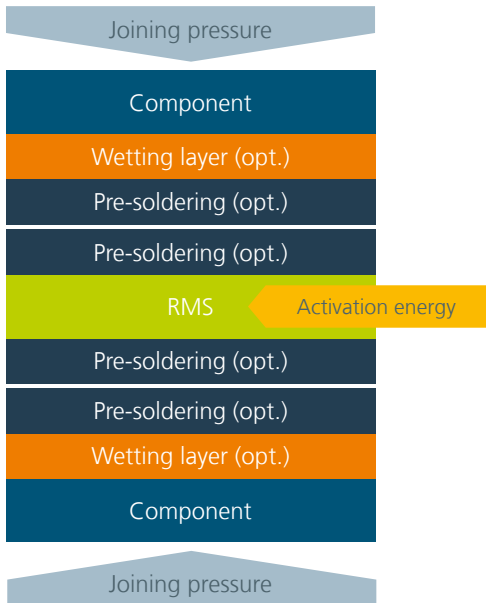 Joining pressure
Component
Wetting layer (opt.)
Pre-soldering (opt.)
Pre-soldering (opt.)
RMS
Activation energy
Pre-soldering (opt.)
Pre-soldering (opt.)
Wetting layer (opt.)
Component
Joining pressure